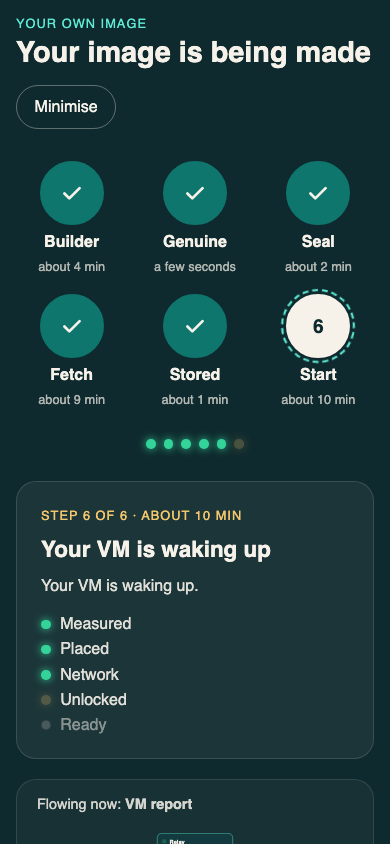 YOUR OWN IMAGE
Your image is being made
Minimise
Builder
about 4 min
Genuine
a few seconds
Seal
about 2 min
Fetch
about 9 min
Stored
about 1 min
6
Start
about 10 min
STEP 6 OF 6 · ABOUT 10 MIN
Your VM is waking up
Your VM is waking up.
Measured
Placed
Network
Unlocked
Ready
Flowing now: VM report
Relay